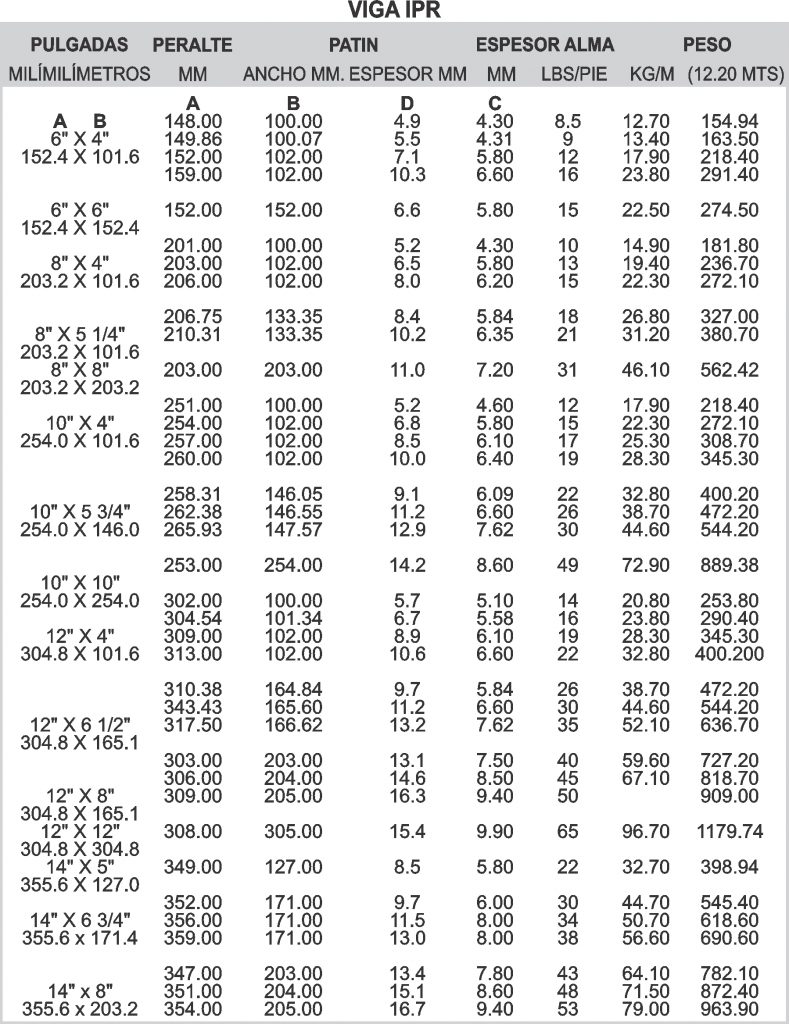 VIGA IPR
PULGADAS PERALTE PATIN ESPESOR ALMA PESO
MILÍMILÍMETROS MM ANCHO MM. ESPESOR MM MM LBS/PIE KG/M (12.20 MTS)
A B D C
A B 148.00 100.00 4.9 4.30 8.5 12.70 154.94
6" X 4" 149.86 100.07 5.5 4.31 9 13.40 163.50
152.4 X 101.6 152.00 102.00 7.1 5.80 12 17.90 218.40
159.00 102.00 10.3 6.60 16 23.80 291.40
6" X 6" 152.00 152.00 6.6 5.80 15 22.50 274.50
152.4 X 152.4
201.00 100.00 5.2 4.30 10 14.90 181.80
8" X 4" 203.00 102.00 6.5 5.80 13 19.40 236.70
203.2 X 101.6 206.00 102.00 8.0 6.20 15 22.30 272.10
206.75 133.35 8.4 5.84 18 26.80 327.00
8" X 5 1/4" 210.31 133.35 10.2 6.35 21 31.20 380.70
203.2 X 101.6
8" X 8" 203.00 203.00 11.0 7.20 31 46.10 562.42
203.2 X 203.2
251.00 100.00 5.2 4.60 12 17.90 218.40
10" X 4" 254.00 102.00 6.8 5.80 15 22.30 272.10
254.0 X 101.6 257.00 102.00 8.5 6.10 17 25.30 308.70
260.00 102.00 10.0 6.40 19 28.30 345.30
258.31 146.05 9.1 6.09 22 32.80 400.20
10" X 5 3/4" 262.38 146.55 11.2 6.60 26 38.70 472.20
254.0 X 146.0 265.93 147.57 12.9 7.62 30 44.60 544.20
253.00 254.00 14.2 8.60 49 72.90 889.38
10" X 10"
254.0 X 254.0 302.00 100.00 5.7 5.10 14 20.80 253.80
304.54 101.34 6.7 5.58 16 23.80 290.40
12" X 4" 309.00 102.00 8.9 6.10 19 28.30 345.30
304.8 X 101.6 313.00 102.00 10.6 6.60 22 32.80 400.200
310.38 164.84 9.7 5.84 26 38.70 472.20
343.43 165.60 11.2 6.60 30 44.60 544.20
12" X 6 1/2" 317.50 166.62 13.2 7.62 35 52.10 636.70
304.8 X 165.1
303.00 203.00 13.1 7.50 40 59.60 727.20
306.00 204.00 14.6 8.50 45 67.10 818.70
12" X 8" 309.00 205.00 16.3 9.40 50 909.00
304.8 X 165.1
12" X 12" 308.00 305.00 15.4 9.90 65 96.70 1179.74
304.8 X 304.8
14" X 5" 349.00 127.00 8.5 5.80 22 32.70 398.94
355.6 X 127.0
352.00 171.00 9.7 6.00 30 44.70 545.40
14" X 6 3/4" 356.00 171.00 11.5 8.00 34 50.70 618.60
355.6 x 171.4 359.00 171.00 13.0 8.00 38 56.60 690.60
347.00 203.00 13.4 7.80 43 64.10 782.10
14" x 8" 351.00 204.00 15.1 8.60 48 71.50 872.40
355.6 x 203.2 354.00 205.00 16.7 9.40 53 79.00 963.90